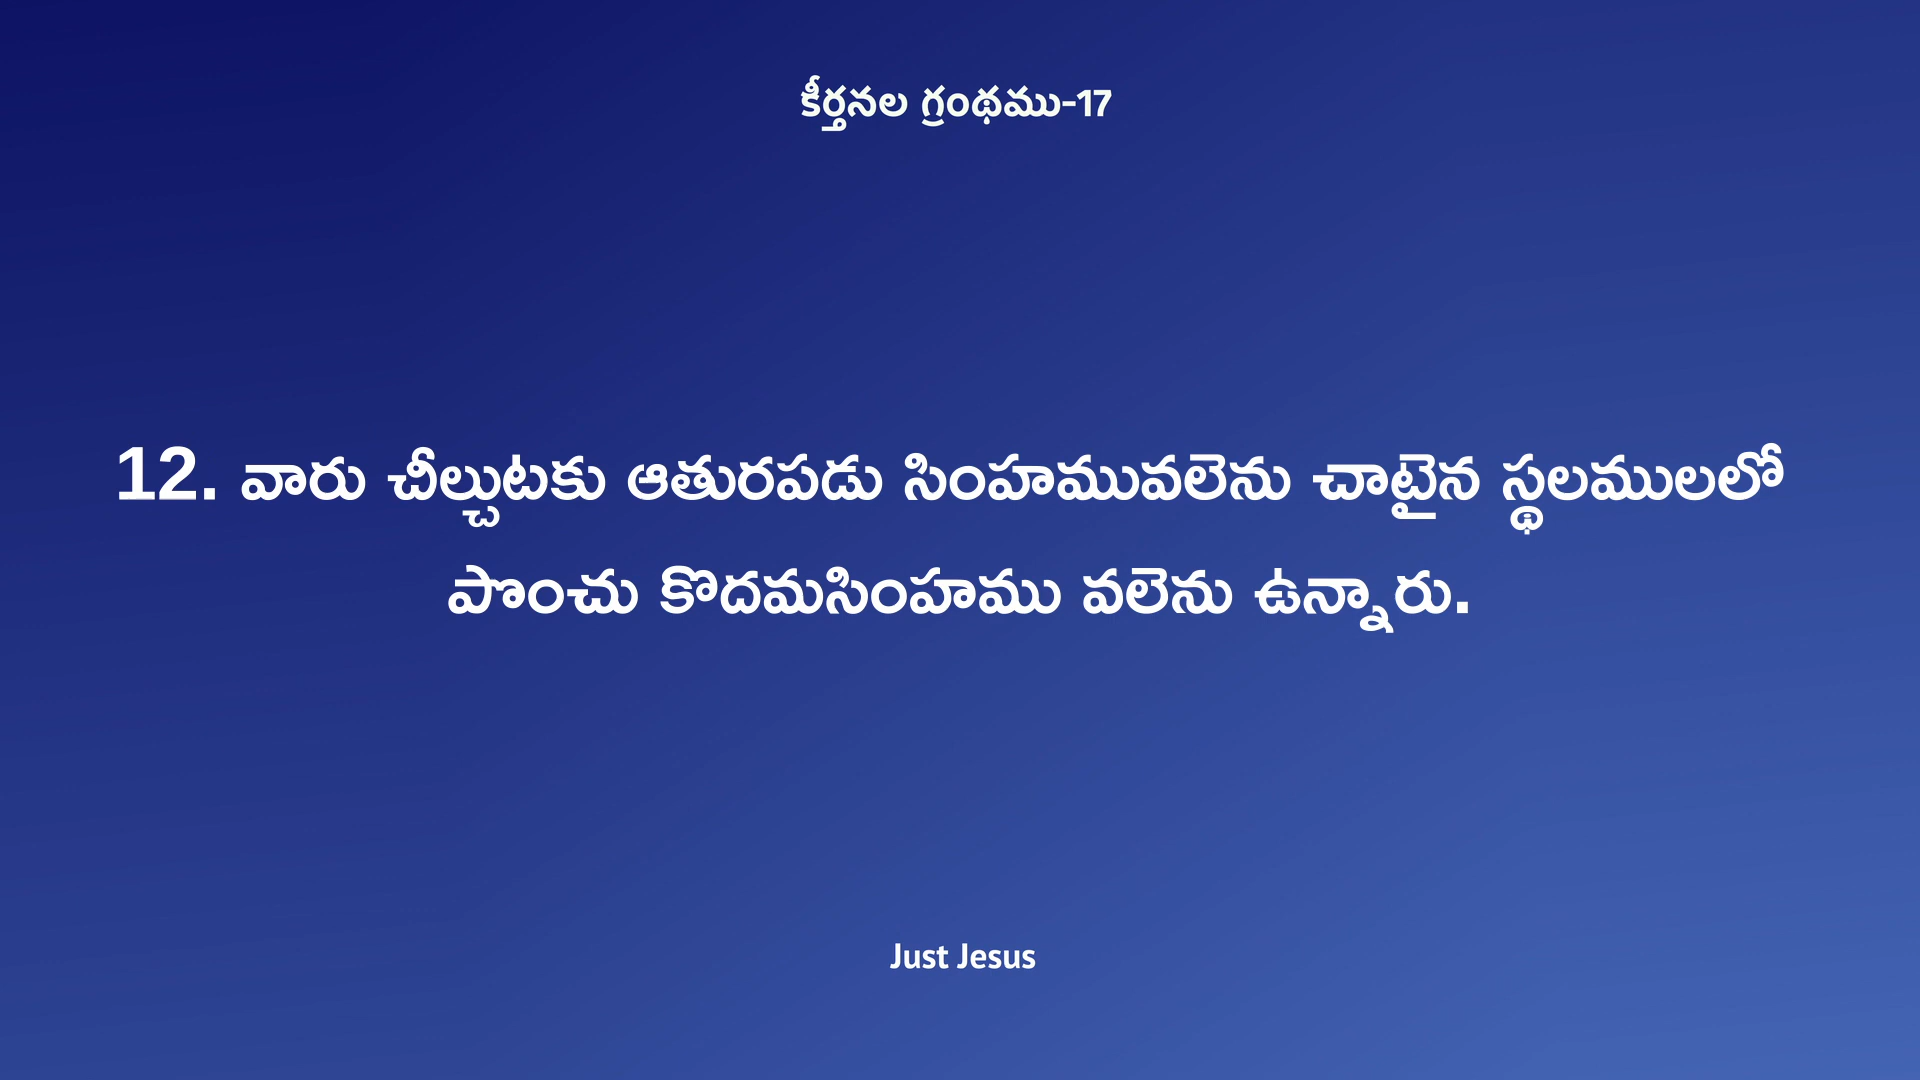 కీర్తనల గ్రంథము-17
12. వారు చీల్చుటకు ఆతురపడు సింహమువలెను చాటైన స్థలములలో
పొంచు కొదమసింహము వలెను ఉన్నారు.
Just Jesus